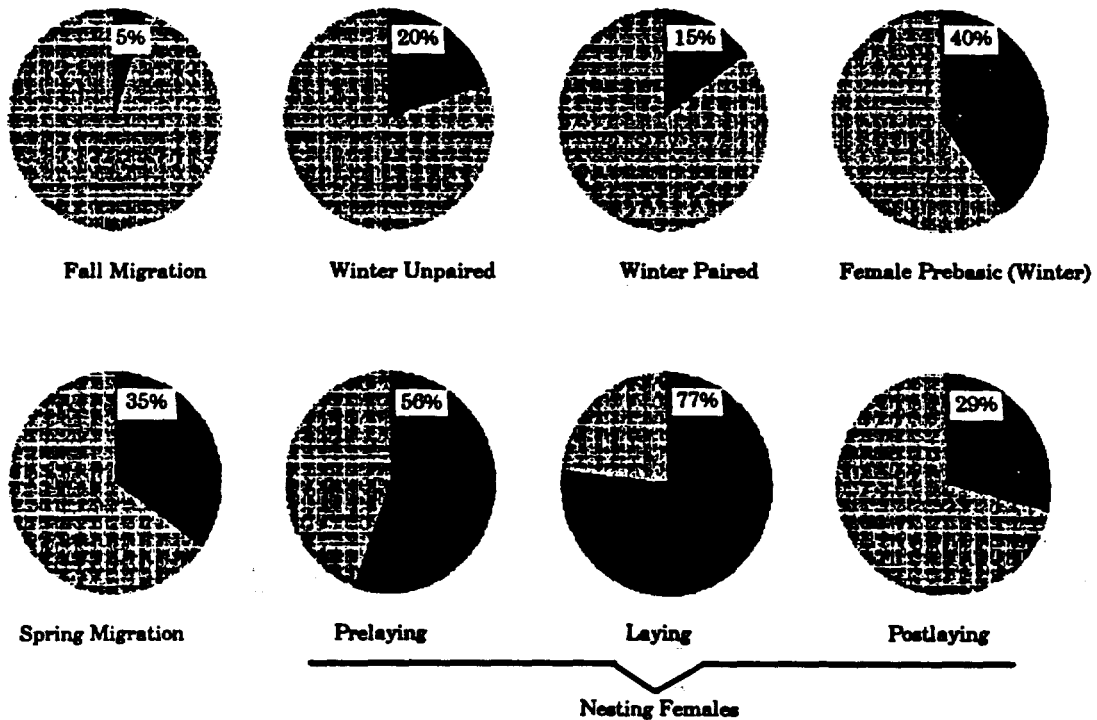 5%
20%
15%
40%
Fall Migration
Winter Unpaired
Winter Paired
Female Prebasic (Winter)
35%
56%
77%
29%
Spring Migration
Prelaying
Laying
Postlaying
Nesting Females